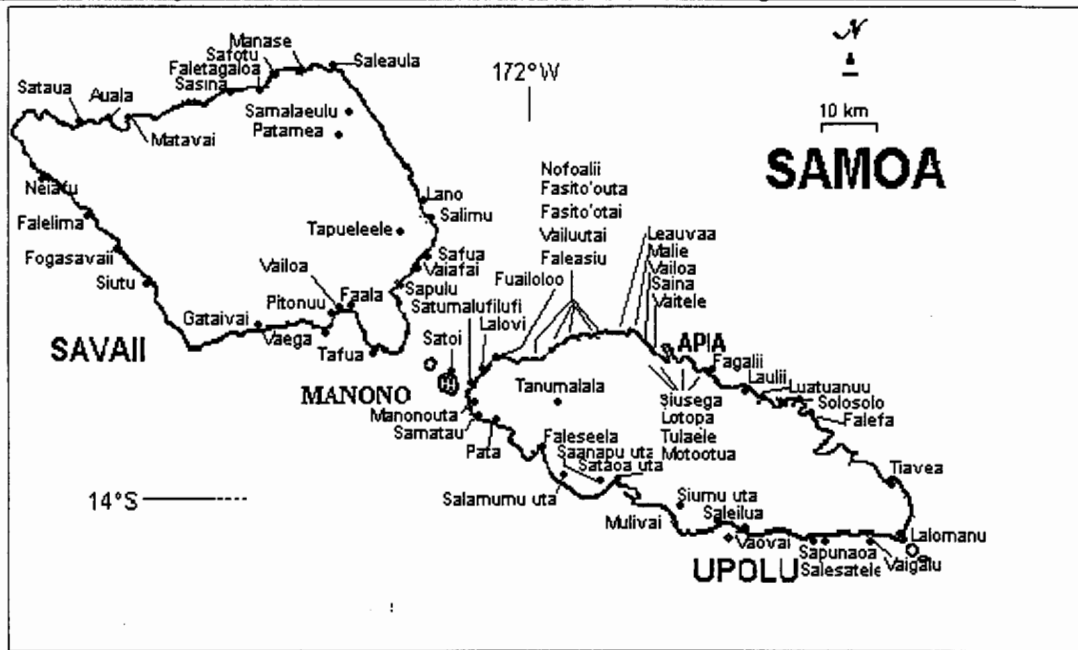 N
10 km
SAMOA
172°W
Manase
Safotu
Faletagaloa
Sasina
Saleaula
Sataua
Auala
Matavai
Samalaeulu
Patamea
Neiafu
Falelima
Fogasavaii
Siutu
Lano
Salimu
Tapueleele
Safua
Vaiafai
Sapulu
Vailoa
Faala
Pitonuu
Gataivai
Vaega
Tafua
SAVAII
Satumalufilufi
Lalovi
Satoi
Fuailoloo
Nofoalii
Fasito'outa
Fasito'otai
Vailuutai
Faleasiu
Leauvaa
Malie
Vailoa
Saina
Vaitele
APIA
Fagalii
Laulii
Luatuanuu
Solosolo
Falefa
MANONO
Manonouta
Samatau
Pata
Tanumalala
Siusega
Lotopa
Tulaele
Motootua
Faleseela
Saanapu uta
Sataoa uta
Salamumu uta
Tiavea
14°S
Mulivai
Siumu uta
Saleilua
Vaovai
Sapunaoa
Salesatele
Vaigalu
Lalomanu
UPOLU